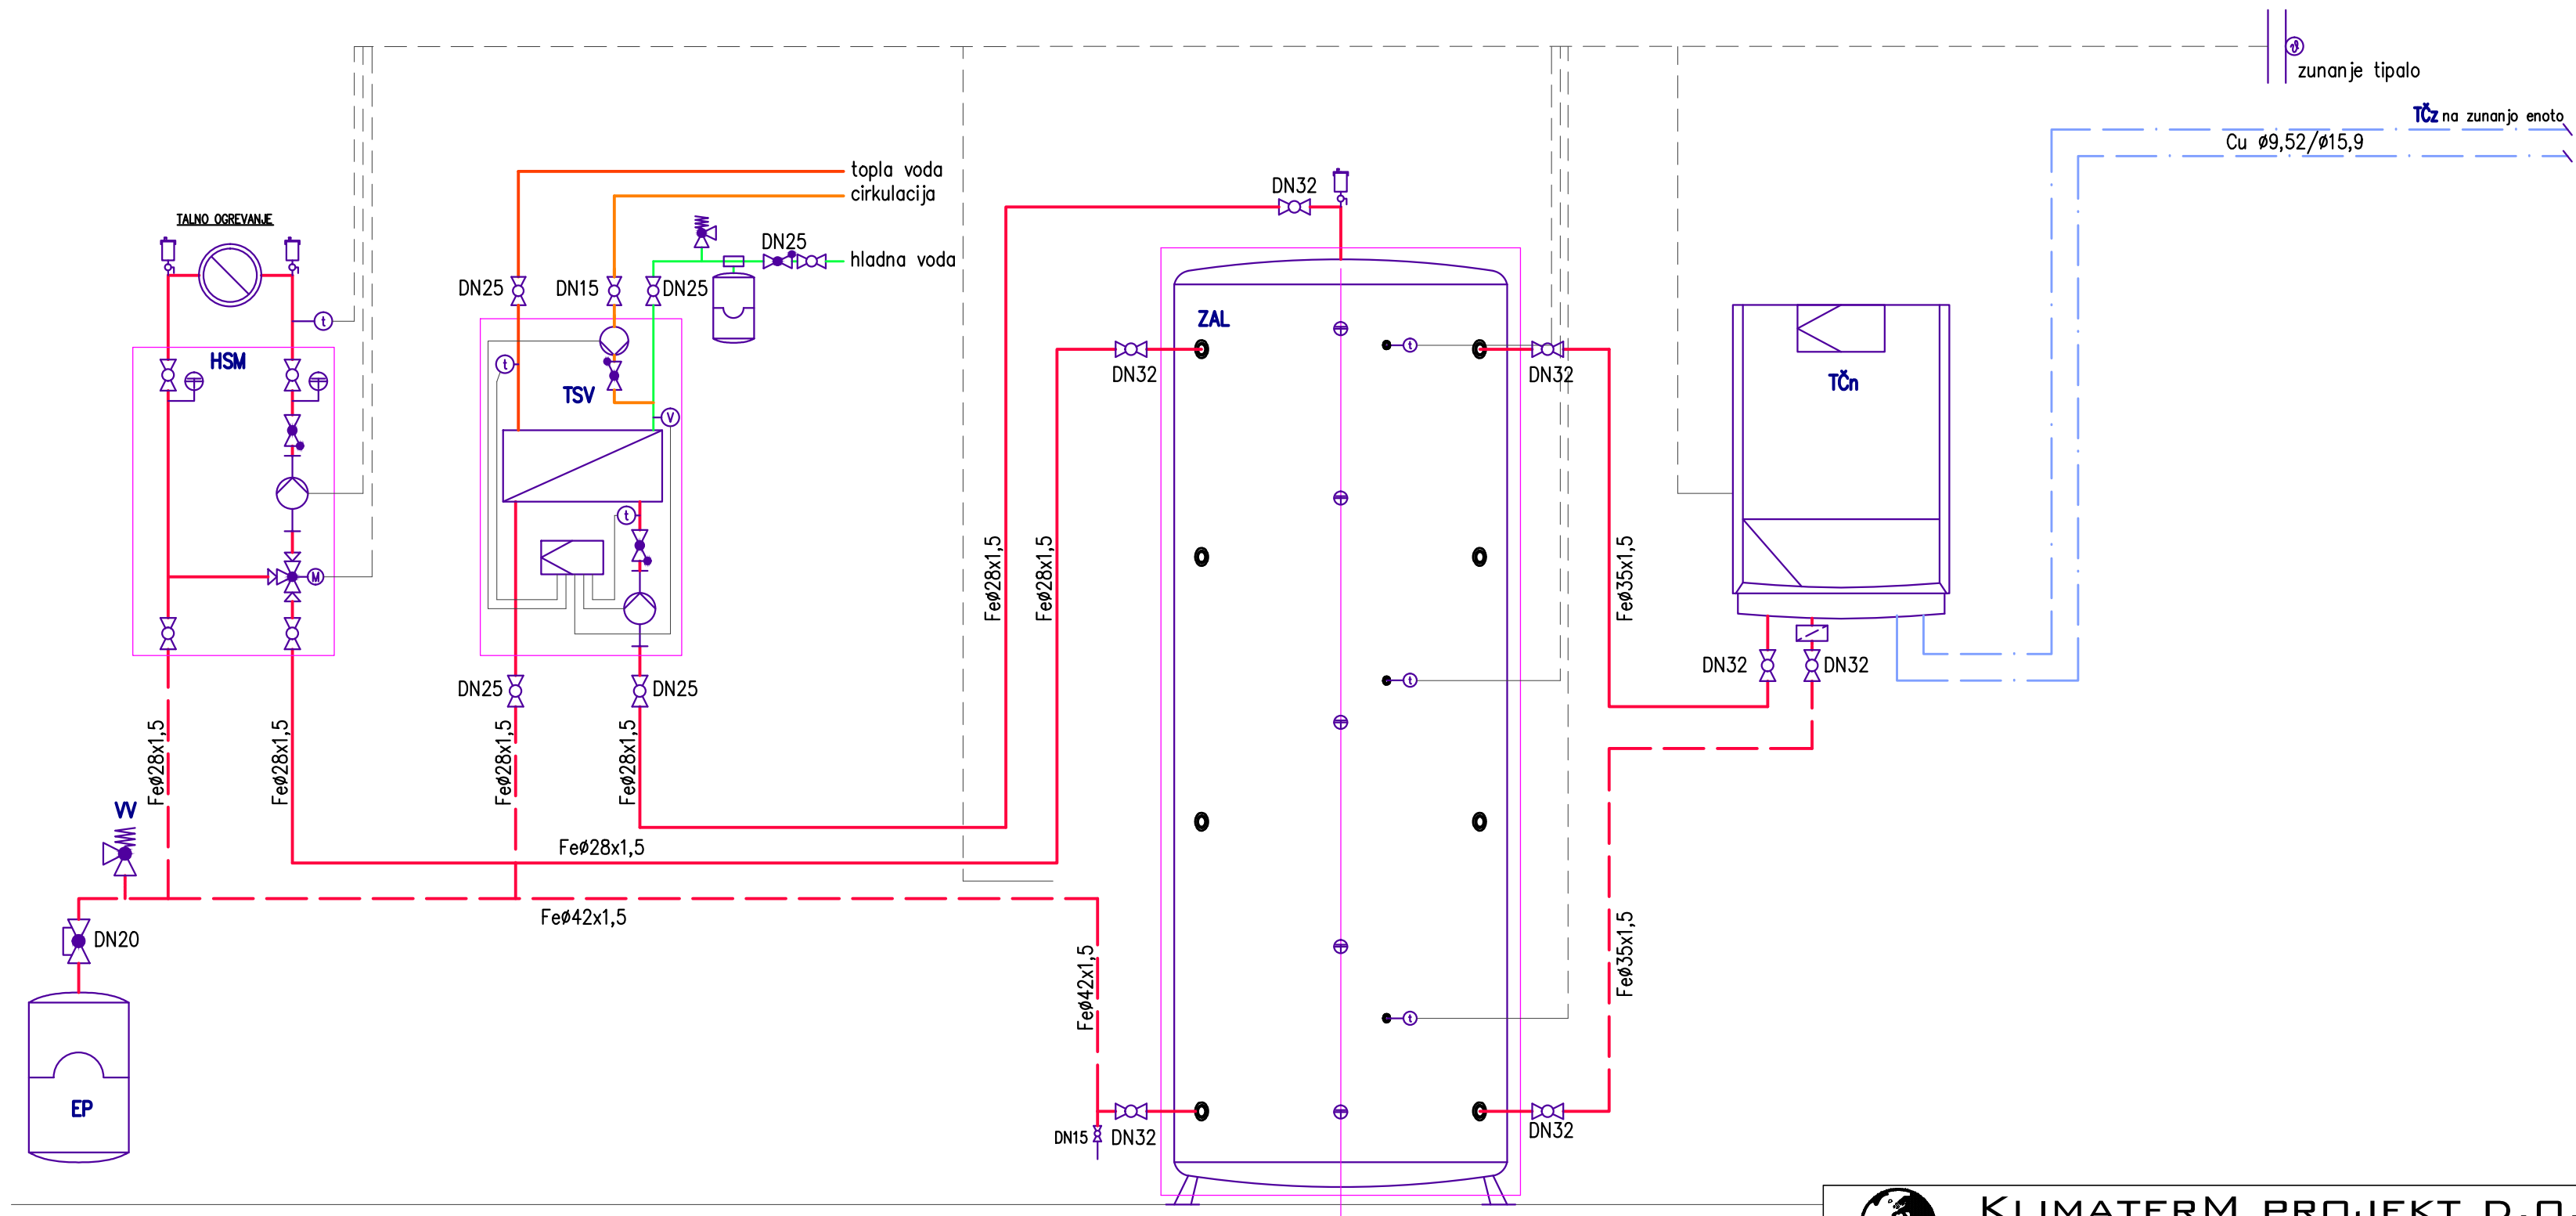 zunanje tipalo
TČz na zunanjo enoto
Cu ø9,52/ø15,9
topla voda
cirkulacija
DN32
TALNO OGREVANJE
DN25
hladna voda
DN25
DN15
DN25
t
ZAL
HSM
t
TSV
V
DN32
t
DN32
TČn
t
M
Feø28x1,5
Feø28x1,5
Feø35x1,5
DN32
DN32
DN25
DN25
t
Feø28x1,5
Feø28x1,5
Feø28x1,5
Feø28x1,5
VV
Feø28x1,5
Feø42x1,5
DN20
Feø42x1,5
Feø35x1,5
t
EP
DN15
DN32
DN32
KLIMATERM PROJEKT D.O.